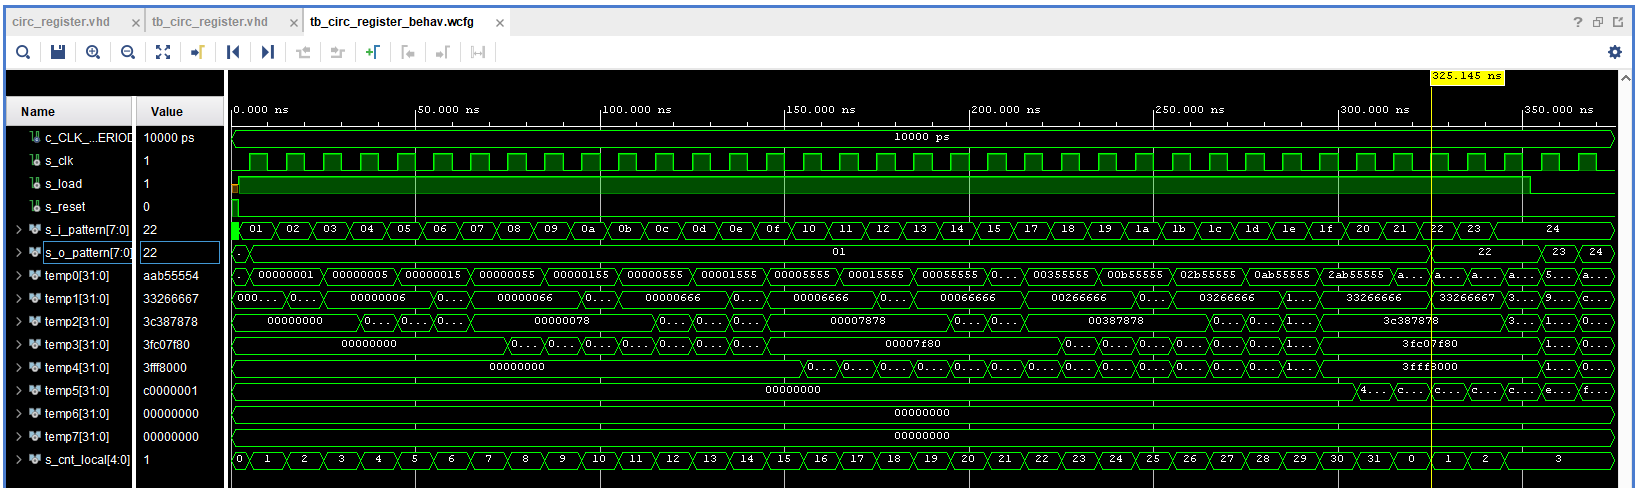 circ_register.vhd × tb_circ_register.vhd × tb_circ_register_behav.wcfg ×
325.145 ns
Name Value 0.000 ns 50.000 ns 100.000 ns 150.000 ns 200.000 ns 250.000 ns 300.000 ns 350.000 ns
c_CLK_...ERIOD 10000 ps 10000 ps
s_clk 1
s_load 1
s_reset 0
s_i_pattern[7:0] 22 01 02 03 04 05 06 07 08 09 0a 0b 0c 0d 0e 0f 10 11 12 13 14 15 16 17 18 19 1a 1b 1c 1d 1e 1f 20 21 22 23 24
s_o_pattern[7:0] 22 . 01 22 23 24
temp0[31:0] aab55554 00000001 00000005 00000015 00000055 00000155 00000555 00001555 00005555 00015555 00055555 0... 00355555 00b55555 02b55555 0ab55555 2ab55555 a... a... a... 5... a...
temp1[31:0] 33266667 000... 0... 00000006 0... 00000066 0... 00000666 0... 00006666 0... 00066666 00266666 0... 03266666 1... 33266666 33266667 3... 9... c...
temp2[31:0] 3c387878 00000000 0... 0... 0... 00000078 0... 0... 0... 00007878 0... 0... 00387878 0... 0... 1... 3c387878 3... 1... 0...
temp3[31:0] 3fc07f80 00000000 0... 0... 0... 0... 0... 0... 0... 00007f80 0... 0... 0... 0... 0... 0... 1... 3fc07f80 1... 0...
temp4[31:0] 3fff8000 00000000 0... 0... 0... 0... 0... 0... 0... 0... 0... 0... 0... 0... 0... 1... 3fff8000 1... 0...
temp5[31:0] c0000001 00000000 4... c... c... c... c... e... f...
temp6[31:0] 00000000 00000000
temp7[31:0] 00000000 00000000
s_cnt_local[4:0] 1 0 1 2 3 4 5 6 7 8 9 10 11 12 13 14 15 16 17 18 19 20 21 22 23 24 25 26 27 28 29 30 31 0 1 2 3